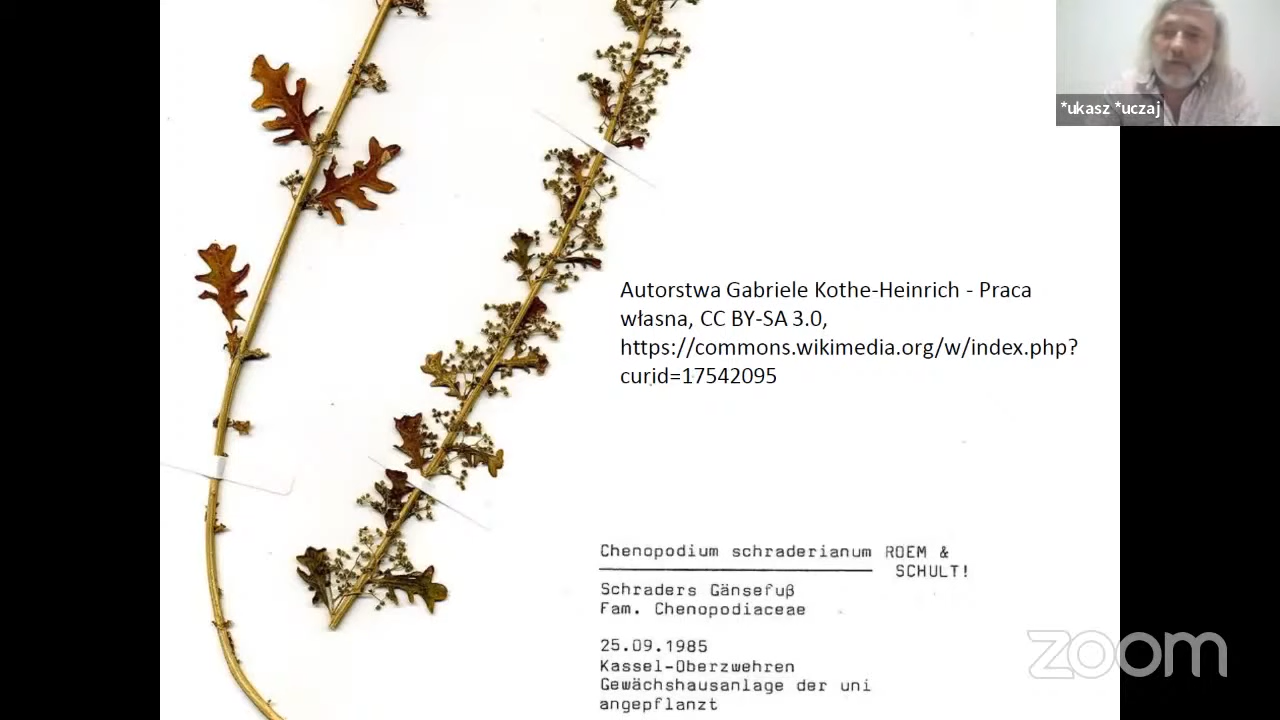 *ukasz *uczaj
Autorstwa Gabriele Kothe-Heinrich - Praca
własna, CC BY-SA 3.0,
https://commons.wikimedia.org/w/index.php?
curid=17542095
Chenopodium schraderianum ROEM &
SCHULT!
Schraders Gänsefuß
Fam. Chenopodiaceae
25.09.1985
Kassel-Oberzwehren
Gewächshausanlage der uni
angepflanzt
zoom